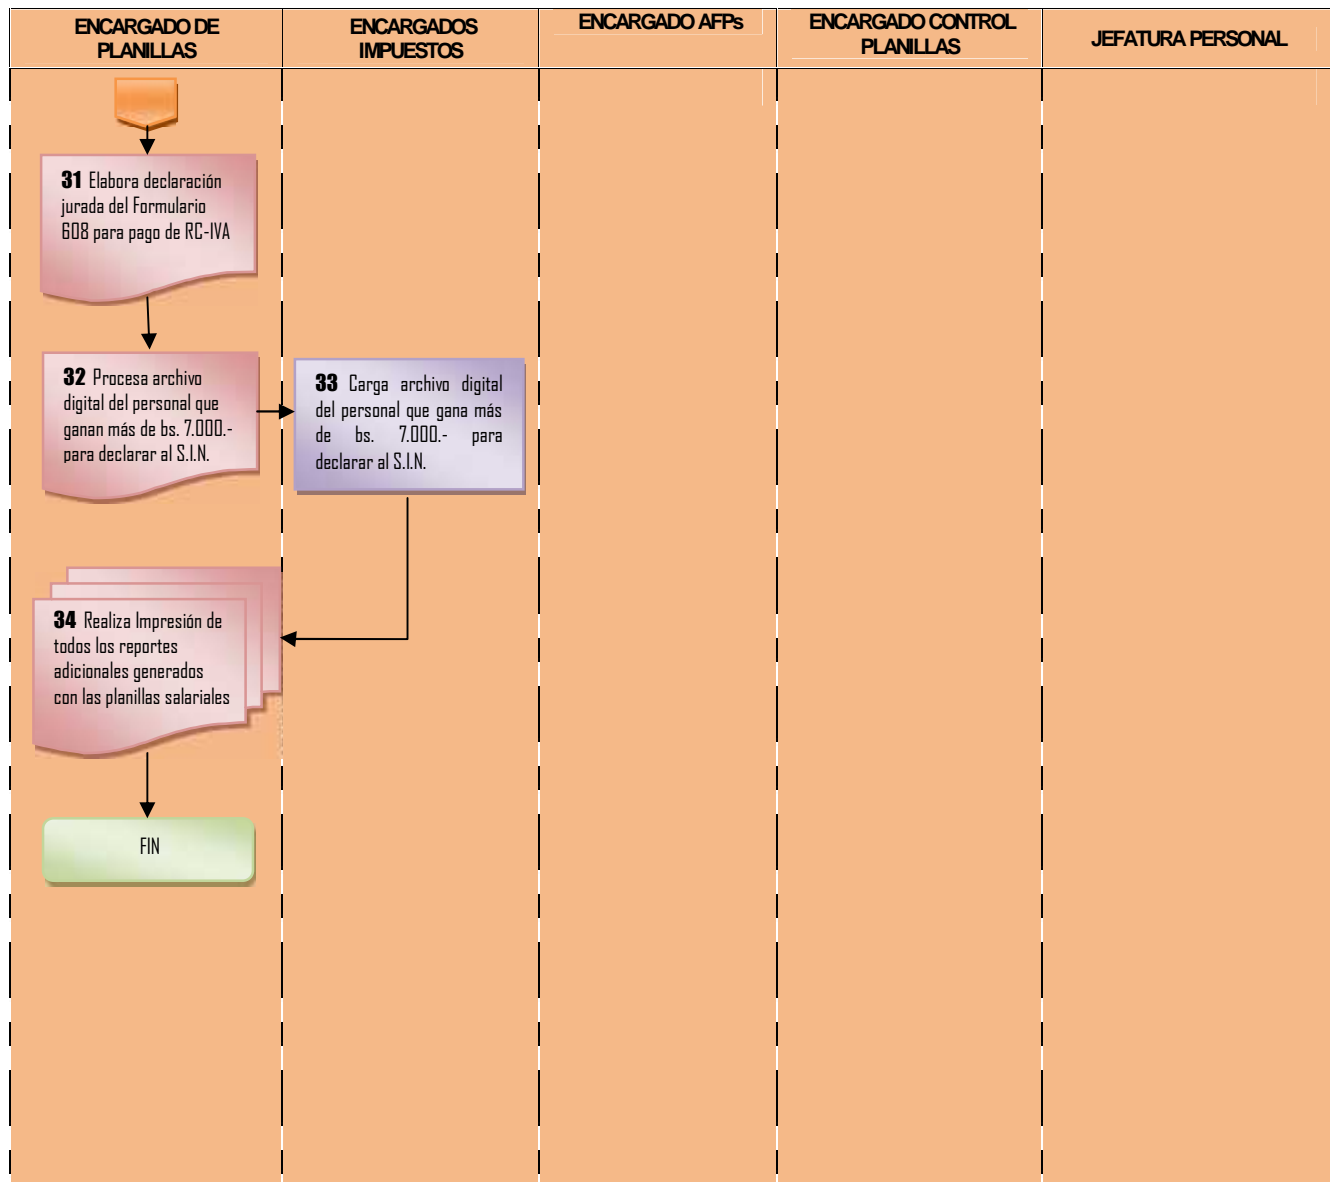 ENCARGADO DE
PLANILLAS
ENCARGADOS
IMPUESTOS
ENCARGADO AFPs
ENCARGADO CONTROL
PLANILLAS
JEFATURA PERSONAL
31 Elabora declaración
jurada del Formulario
608 para pago de RC-IVA
32 Procesa archivo
digital del personal que
ganan más de bs. 7.000.-
para declarar al S.I.N.
33 Carga archivo digital
del personal que gana más
de bs. 7.000.- para
declarar al S.I.N.
34 Realiza Impresión de
todos los reportes
adicionales generados
con las planillas salariales
FIN